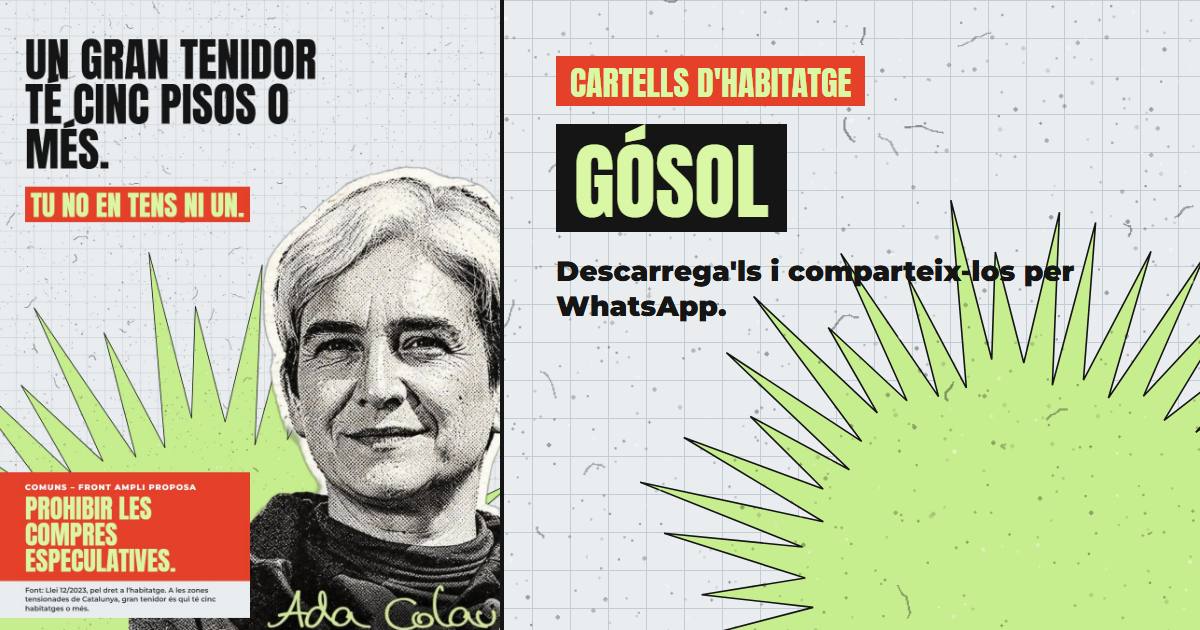 UN GRAN TENIDOR
TÉ CINC PISOS O
MÉS.
TU NO EN TENS NI UN.
COMUNS – FRONT AMPLI PROPOSA
PROHIBIR LES
COMPRES
ESPECULATIVES.
Font: Llei 12/2023, pel dret a l'habitatge. A les zones
tensionades de Catalunya, gran tenidor és qui té cinc
habitatges o més.
Ada Colau
CARTELLS D'HABITATGE
GÓSOL
Descarrega'ls i comparteix-los per
WhatsApp.